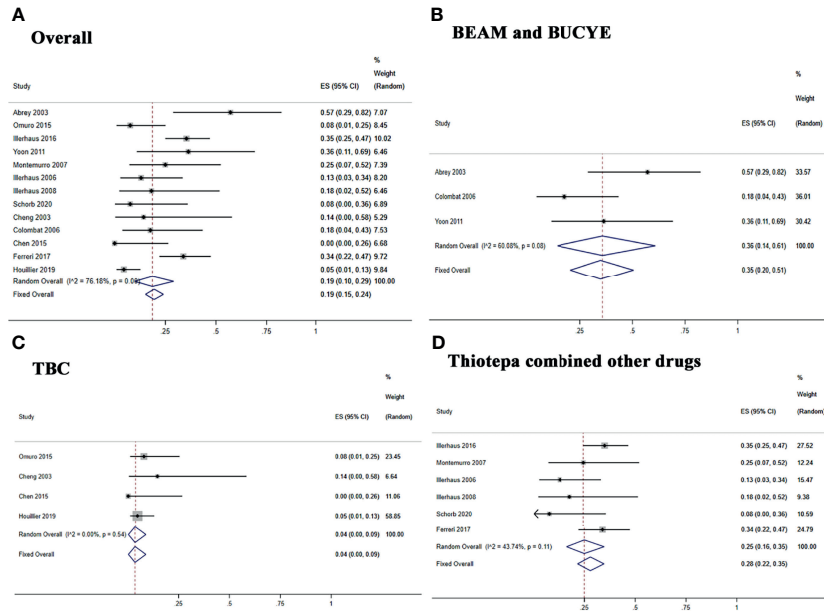 A
Overall
%
Weight
Study ES (95% CI) (Random)
Abrey 2003 0.57 (0.29, 0.82) 7.07
Omuro 2015 0.08 (0.01, 0.25) 8.45
Illerhaus 2016 0.35 (0.25, 0.47) 10.02
Yoon 2011 0.36 (0.11, 0.69) 6.46
Montemurro 2007 0.25 (0.07, 0.52) 7.39
Illerhaus 2006 0.13 (0.03, 0.34) 8.20
Illerhaus 2008 0.18 (0.02, 0.52) 6.46
Schorb 2020 0.08 (0.00, 0.36) 6.89
Cheng 2003 0.14 (0.00, 0.58) 5.29
Colombat 2006 0.18 (0.04, 0.43) 7.53
Chen 2015 0.00 (0.00, 0.26) 6.68
Ferreri 2017 0.34 (0.22, 0.47) 9.72
Houillier 2019 0.05 (0.01, 0.13) 9.84
Random Overall (I^2 = 76.18%, p = 0.00) 0.19 (0.10, 0.29) 100.00
Fixed Overall 0.19 (0.15, 0.24)
.25 .5 .75 1
B
BEAM and BUCYE
%
Weight
Study ES (95% CI) (Random)
Abrey 2003 0.57 (0.29, 0.82) 33.57
Colombat 2006 0.18 (0.04, 0.43) 36.01
Yoon 2011 0.36 (0.11, 0.69) 30.42
Random Overall (I^2 = 60.08%, p = 0.08) 0.36 (0.14, 0.61) 100.00
Fixed Overall 0.35 (0.20, 0.51)
.25 .5 .75 1
C
TBC
%
Weight
Study ES (95% CI) (Random)
Omuro 2015 0.08 (0.01, 0.25) 23.45
Cheng 2003 0.14 (0.00, 0.58) 6.64
Chen 2015 0.00 (0.00, 0.26) 11.06
Houillier 2019 0.05 (0.01, 0.13) 58.85
Random Overall (I^2 = 0.00%, p = 0.54) 0.04 (0.00, 0.09) 100.00
Fixed Overall 0.04 (0.00, 0.09)
.25 .5 .75 1
D
Thiotepa combined other drugs
%
Weight
Study ES (95% CI) (Random)
Illerhaus 2016 0.35 (0.25, 0.47) 27.52
Montemurro 2007 0.25 (0.07, 0.52) 12.24
Illerhaus 2006 0.13 (0.03, 0.34) 15.47
Illerhaus 2008 0.18 (0.02, 0.52) 9.38
Schorb 2020 0.08 (0.00, 0.36) 10.59
Ferreri 2017 0.34 (0.22, 0.47) 24.79
Random Overall (I^2 = 43.74%, p = 0.11) 0.25 (0.16, 0.35) 100.00
Fixed Overall 0.28 (0.22, 0.35)
.25 .5 .75 1